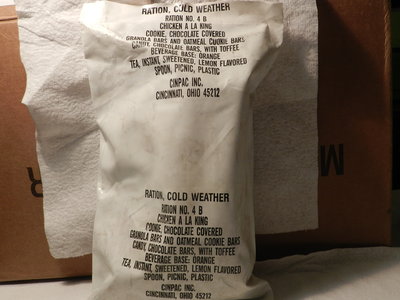 RATION, COLD WEATHER
RATION NO. 4 B
CHICKEN A LA KING
COOKIE, CHOCOLATE COVERED
GRANOLA BARS AND OATMEAL COOKIE BARS
CANDY, CHOCOLATE BARS, WITH TOFFEE
BEVERAGE BASE: ORANGE
TEA, INSTANT, SWEETENED, LEMON FLAVORED
SPOON, PICNIC, PLASTIC
CINPAC INC.
CINCINNATI, OHIO 45212
M
R
RATION, COLD WEATHER
RATION NO. 4 B
CHICKEN A LA KING
COOKIE, CHOCOLATE COVERED
GRANOLA BARS AND OATMEAL COOKIE BARS
CANDY, CHOCOLATE BARS, WITH TOFFEE
BEVERAGE BASE: ORANGE
TEA, INSTANT, SWEETENED, LEMON FLAVORED
SPOON, PICNIC, PLASTIC
CINPAC INC.
CINCINNATI, OHIO 45212